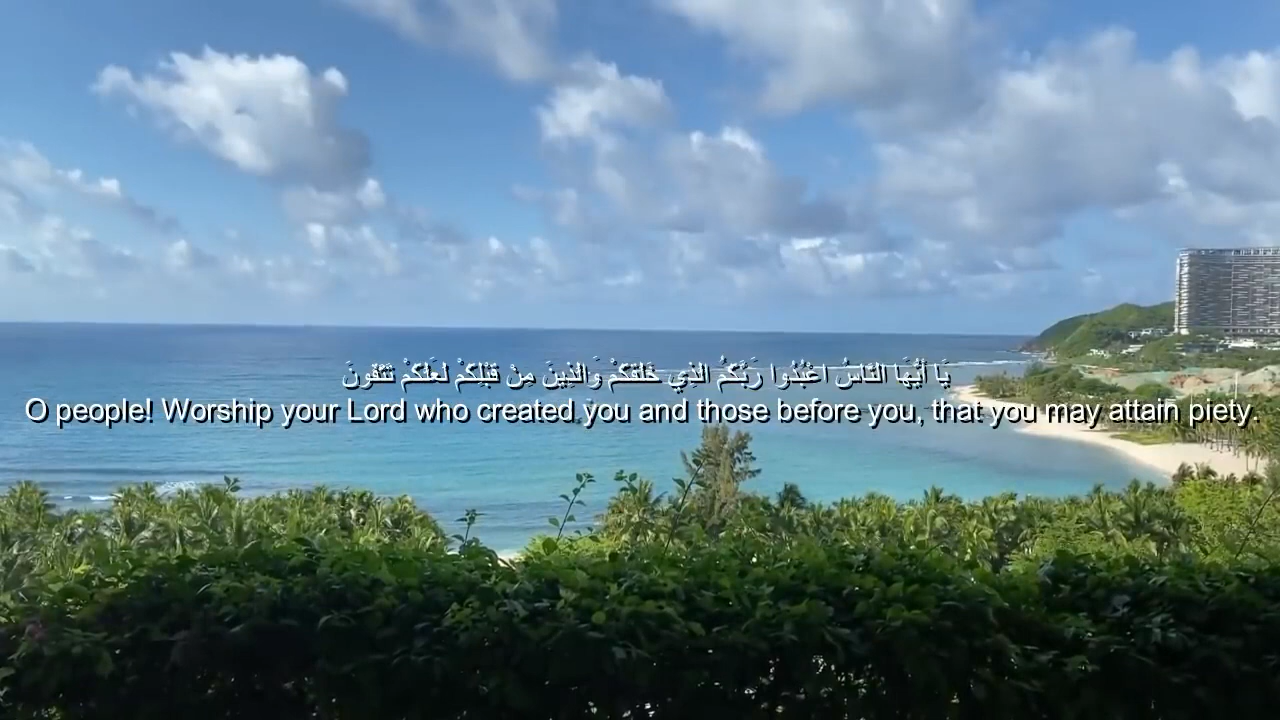 يَا أَيُّهَا النَّاسُ اعْبُدُوا رَبَّكُمُ الَّذِي خَلَقَكُمْ وَالَّذِينَ مِنْ قَبْلِكُمْ لَعَلَّكُمْ تَتَّقُونَ
O people! Worship your Lord who created you and those before you, that you may attain piety.